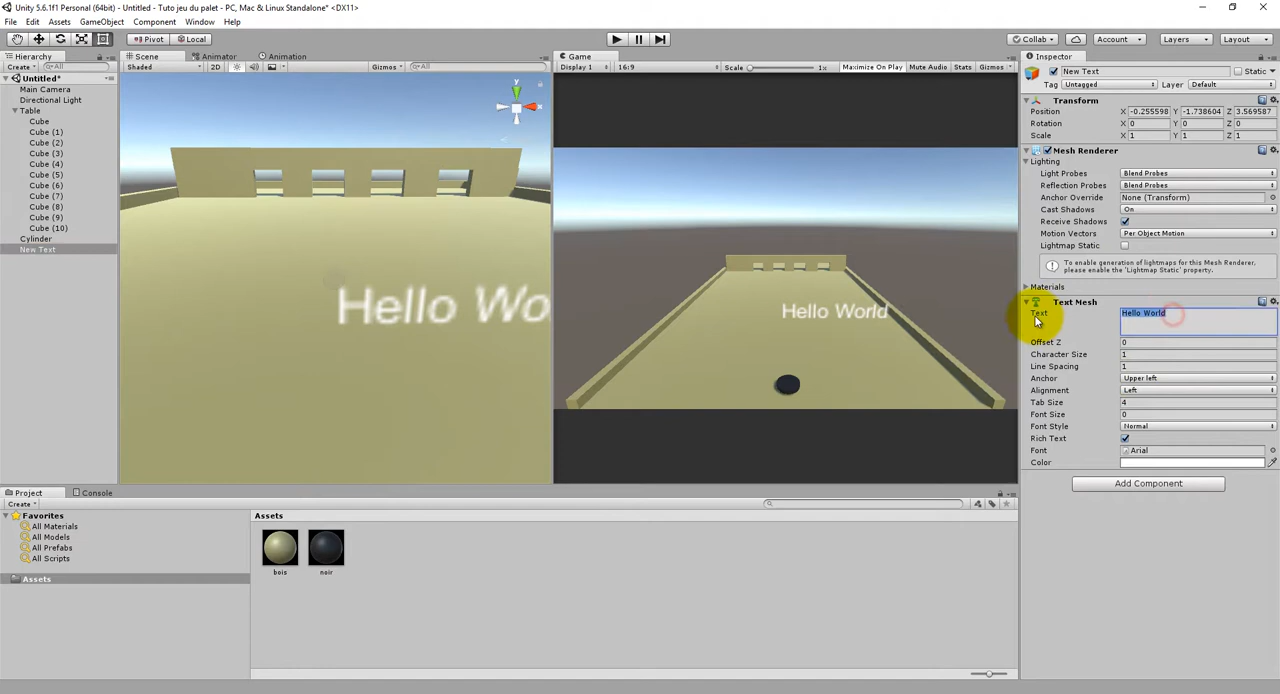 Unity 5.6.1f1 Personal (64bit) - Untitled - Tuto jeu du palet - PC, Mac & Linux Standalone* <DX11>
File Edit Assets GameObject Component Window Help
Pivot Local Collab Account Layers Layout
Hierarchy
Create All
Untitled*
Main Camera
Directional Light
Table
Cube
Cube (1)
Cube (2)
Cube (3)
Cube (4)
Cube (5)
Cube (6)
Cube (7)
Cube (8)
Cube (9)
Cube (10)
Cylinder
New Text
Scene Animator Animation
Shaded 2D Gizmos All
Hello Wo
Game
Display 1 16:9 Scale 1x Maximize On Play Mute Audio Stats Gizmos
Hello World
Inspector
New Text Static
Tag Untagged Layer Default
Transform
Position X -0.255598 Y -1.738604 Z 3.569587
Rotation X 0 Y 0 Z 0
Scale X 1 Y 1 Z 1
Mesh Renderer
Lighting
Light Probes Blend Probes
Reflection Probes Blend Probes
Anchor Override None (Transform)
Cast Shadows On
Receive Shadows
Motion Vectors Per Object Motion
Lightmap Static
To enable generation of lightmaps for this Mesh Renderer,
please enable the 'Lightmap Static' property.
Materials
Text Mesh
Text Hello World
Offset Z 0
Character Size 1
Line Spacing 1
Anchor Upper left
Alignment Left
Tab Size 4
Font Size 0
Font Style Normal
Rich Text
Font Arial
Color
Add Component
Project Console
Create
Favorites
All Materials
All Models
All Prefabs
All Scripts
Assets
Assets
bois
noir